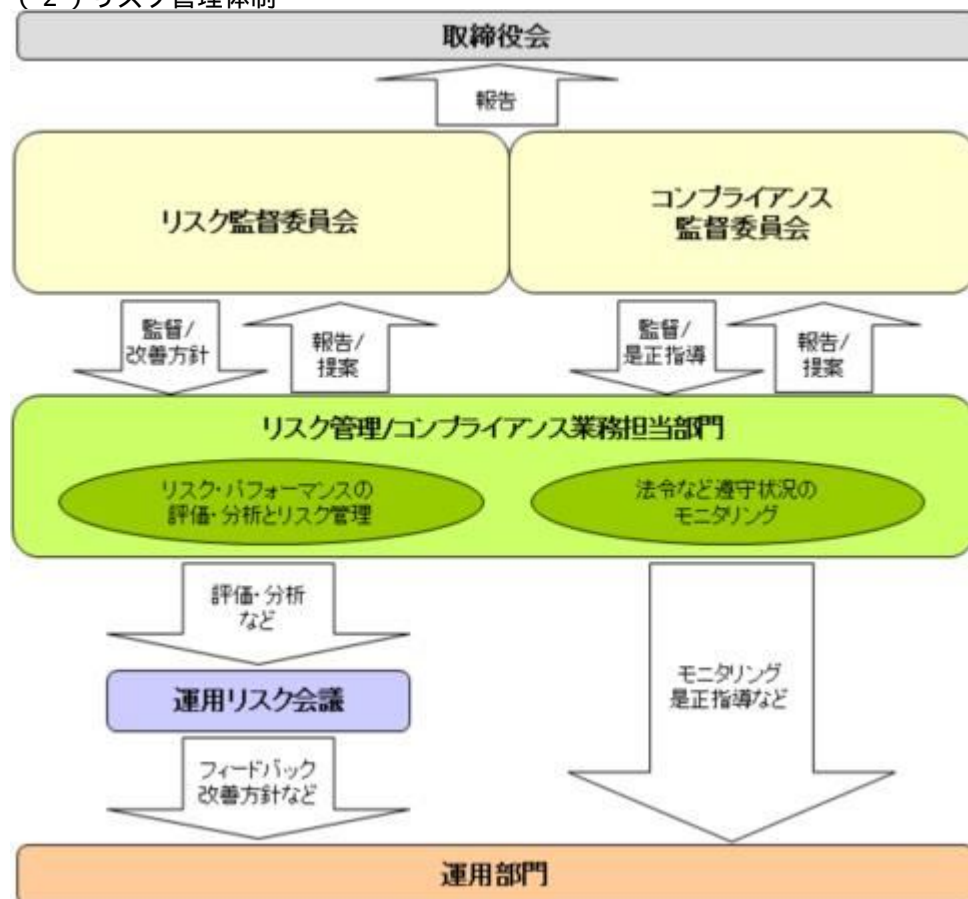 (2)リスク管理体制
取締役会
報告
リスク監督委員会
コンプライアンス
監督委員会
監督/
改善方針
報告/
提案
監督/
是正指導
報告/
提案
リスク管理/コンプライアンス業務担当部門
リスク・パフォーマンスの
評価・分析とリスク管理
法令など遵守状況の
モニタリング
評価・分析
など
運用リスク会議
モニタリング
是正指導など
フィードバック
改善方針など
運用部門